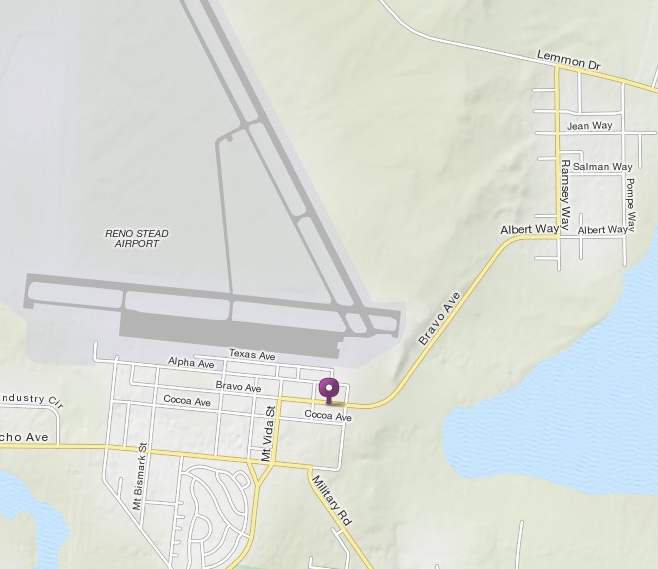 Lemmon Dr
Jean Way
Salman Way
Ramsey Way
Pompe Way
RENO STEAD
AIRPORT
Albert Way
Albert Way
Bravo Ave
Texas Ave
Alpha Ave
Bravo Ave
Cocoa Ave
Cocoa Ave
ndustry Cir
cho Ave
Mt Vida St
Mt Bismark St
Military Rd